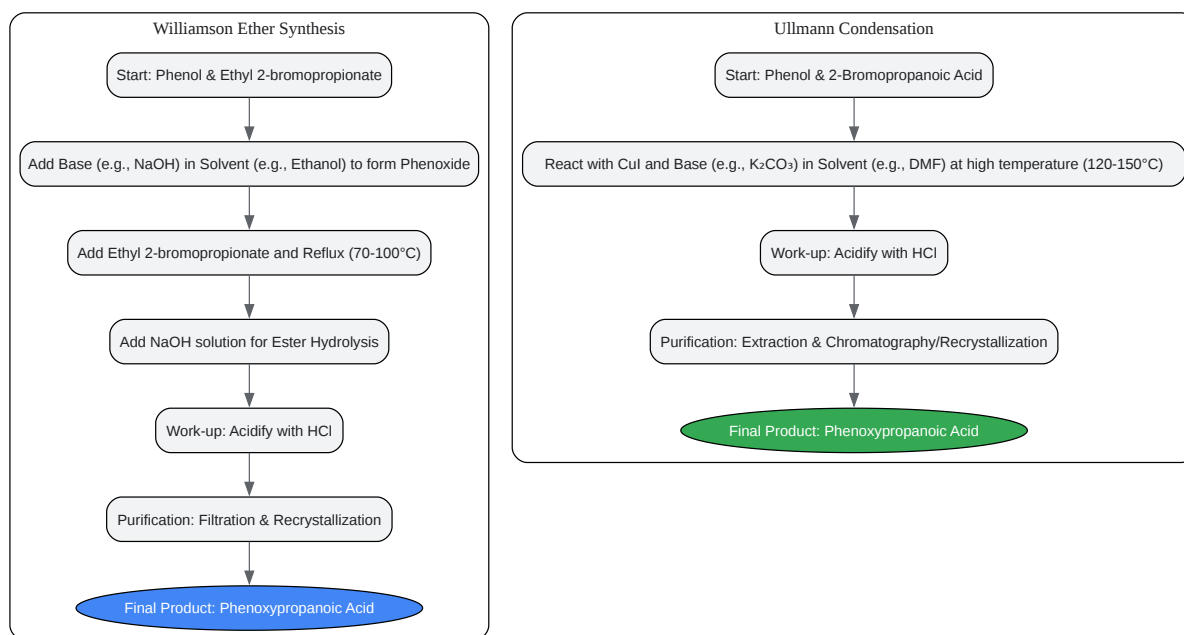 Williamson Ether Synthesis
Start: Phenol & Ethyl 2-bromopropionate
Add Base (e.g., NaOH) in Solvent (e.g., Ethanol) to form Phenoxide
Add Ethyl 2-bromopropionate and Reflux (70-100°C)
Add NaOH solution for Ester Hydrolysis
Work-up: Acidify with HCl
Purification: Filtration & Recrystallization
Final Product: Phenoxypropanoic Acid
Ullmann Condensation
Start: Phenol & 2-Bromopropanoic Acid
React with CuI and Base (e.g., K₂CO₃) in Solvent (e.g., DMF) at high temperature (120-150°C)
Work-up: Acidify with HCl
Purification: Extraction & Chromatography/Recrystallization
Final Product: Phenoxypropanoic Acid